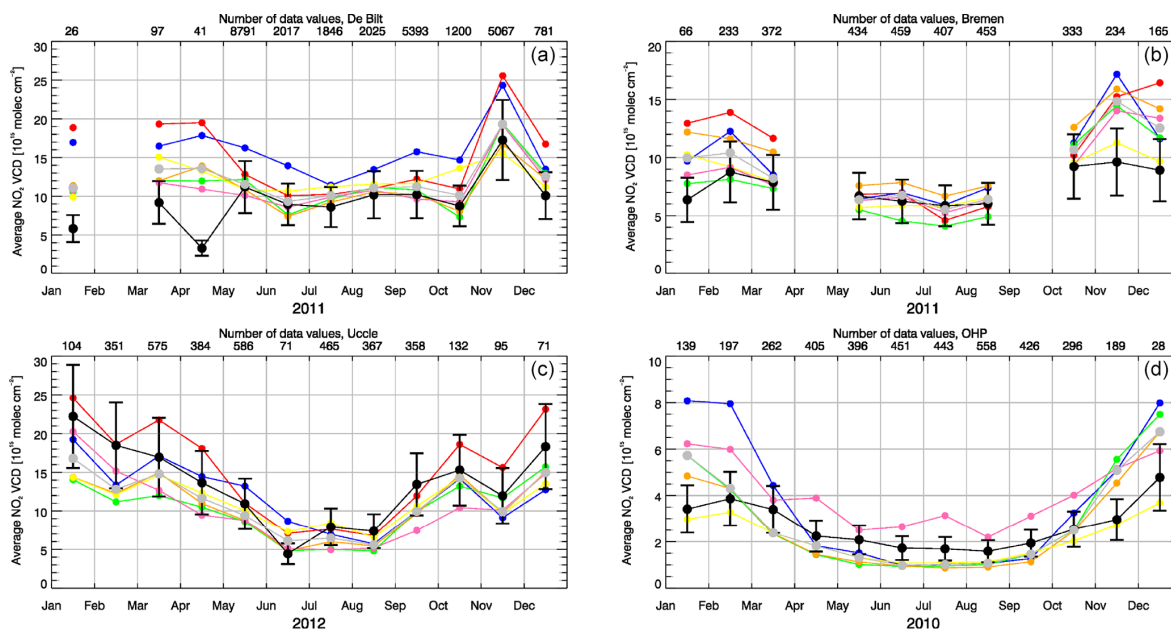 Number of data values, De Bilt
26 97 41 8791 2017 1846 2025 5393 1200 5067 781
(a)
30
25
20
15
10
5
0
Average NO₂ VCD [10¹⁵ molec cm⁻²]
Jan Feb Mar Apr May Jun Jul Aug Sep Oct Nov Dec
2011
Number of data values, Bremen
66 233 372 434 459 407 453 333 234 165
(b)
20
15
10
5
0
Average NO₂ VCD [10¹⁵ molec cm⁻²]
Jan Feb Mar Apr May Jun Jul Aug Sep Oct Nov Dec
2011
Number of data values, Uccle
104 351 575 384 586 71 465 367 358 132 95 71
(c)
30
25
20
15
10
5
0
Average NO₂ VCD [10¹⁵ molec cm⁻²]
Jan Feb Mar Apr May Jun Jul Aug Sep Oct Nov Dec
2012
Number of data values, OHP
139 197 262 405 396 451 443 558 426 296 189 28
(d)
10
8
6
4
2
0
Average NO₂ VCD [10¹⁵ molec cm⁻²]
Jan Feb Mar Apr May Jun Jul Aug Sep Oct Nov Dec
2010